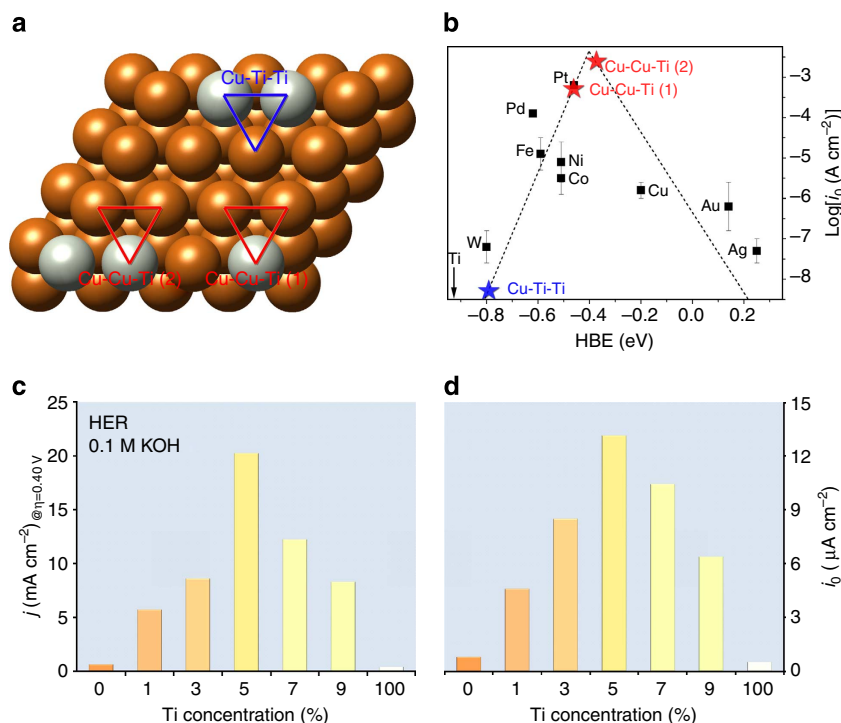 a
Cu-Ti-Ti
Cu-Cu-Ti (2)
Cu-Cu-Ti (1)
b
Cu-Cu-Ti (2)
Pt
Cu-Cu-Ti (1)
Pd
Fe
Ni
Co
Cu
Au
W
Ag
Ti
Cu-Ti-Ti
−3
−4
−5
−6
−7
−8
Log[i₀ (A cm⁻²)]
−0.8 −0.6 −0.4 −0.2 0.0 0.2
HBE (eV)
c
HER
0.1 M KOH
25
20
15
10
5
0
j (mA cm⁻²)@η=0.40 V
0 1 3 5 7 9 100
Ti concentration (%)
d
15
12
9
6
3
0
i₀ ( μA cm⁻²)
0 1 3 5 7 9 100
Ti concentration (%)